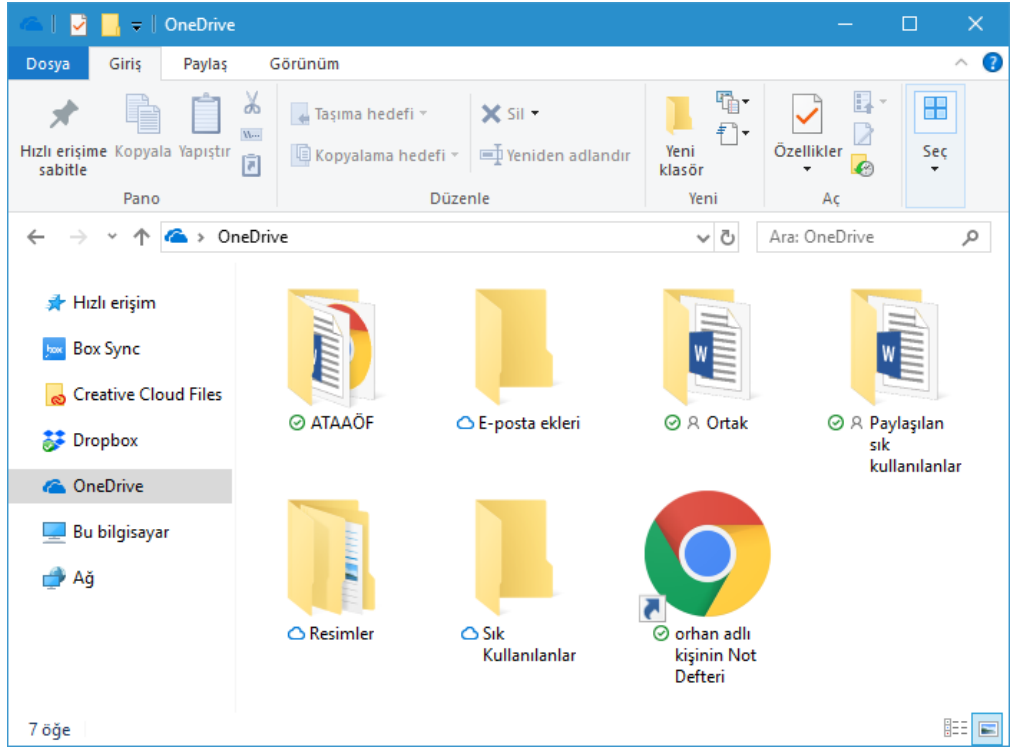 OneDrive
Dosya Giriş Paylaş Görünüm
Hızlı erişime sabitle
Kopyala
Yapıştır
Taşıma hedefi
Kopyalama hedefi
Sil
Yeniden adlandır
Yeni klasör
Özellikler
Seç
Pano Düzenle Yeni Aç
OneDrive
Ara: OneDrive
Hızlı erişim
Box Sync
Creative Cloud Files
Dropbox
OneDrive
Bu bilgisayar
Ağ
ATAAÖF
E-posta ekleri
Ortak
Paylaşılan
sık
kullanılanlar
Resimler
Sık
Kullanılanlar
orhan adlı
kişinin Not
Defteri
7 öğe